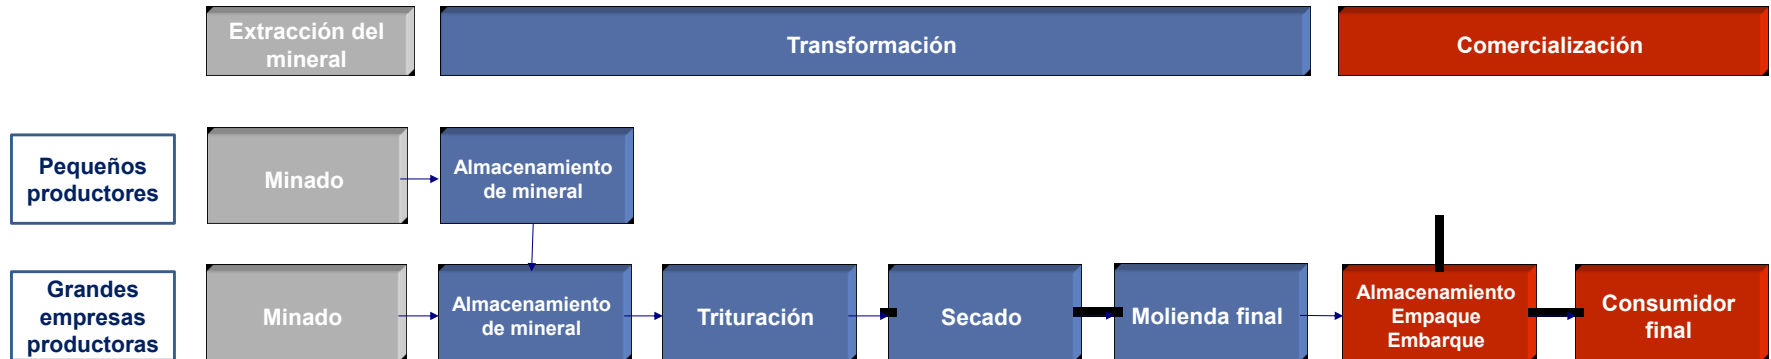 Extracción del
mineral
Transformación
Comercialización
Pequeños
productores
Minado
Almacenamiento
de mineral
Grandes
empresas
productoras
Minado
Almacenamiento
de mineral
Trituración
Secado
Molienda final
Almacenamiento
Empaque
Embarque
Consumidor
final